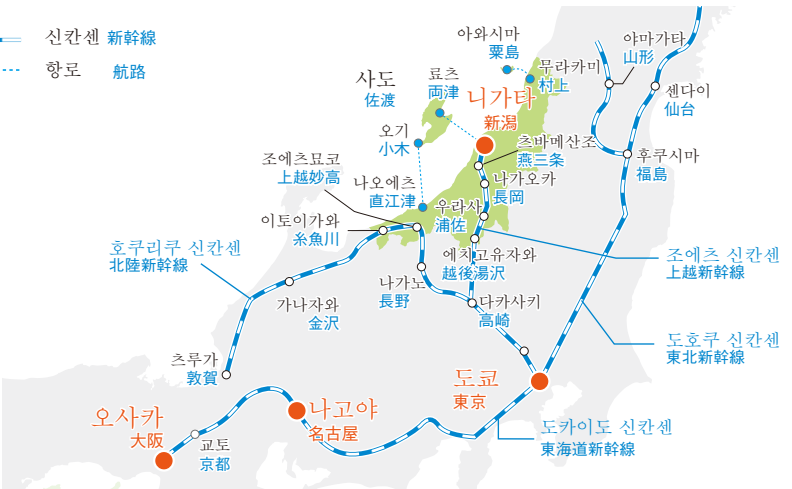 신칸센 新幹線
항로 航路
아와시마
粟島
야마가타
山形
무라카미
村上
사도
佐渡
료츠
両津
니가타
新潟
센다이
仙台
오기
小木
츠바메산조
燕三条
후쿠시마
福島
조에츠묘코
上越妙高
나오에츠
直江津
나가오카
長岡
우라사
浦佐
이토이가와
糸魚川
호쿠리쿠 신칸센
北陸新幹線
에치고유자와
越後湯沢
조에츠 신칸센
上越新幹線
나가노
長野
가나자와
金沢
다카사키
高崎
도호쿠 신칸센
東北新幹線
츠루가
敦賀
도쿄
東京
오사카
大阪
나고야
名古屋
교토
京都
도카이도 신칸센
東海道新幹線